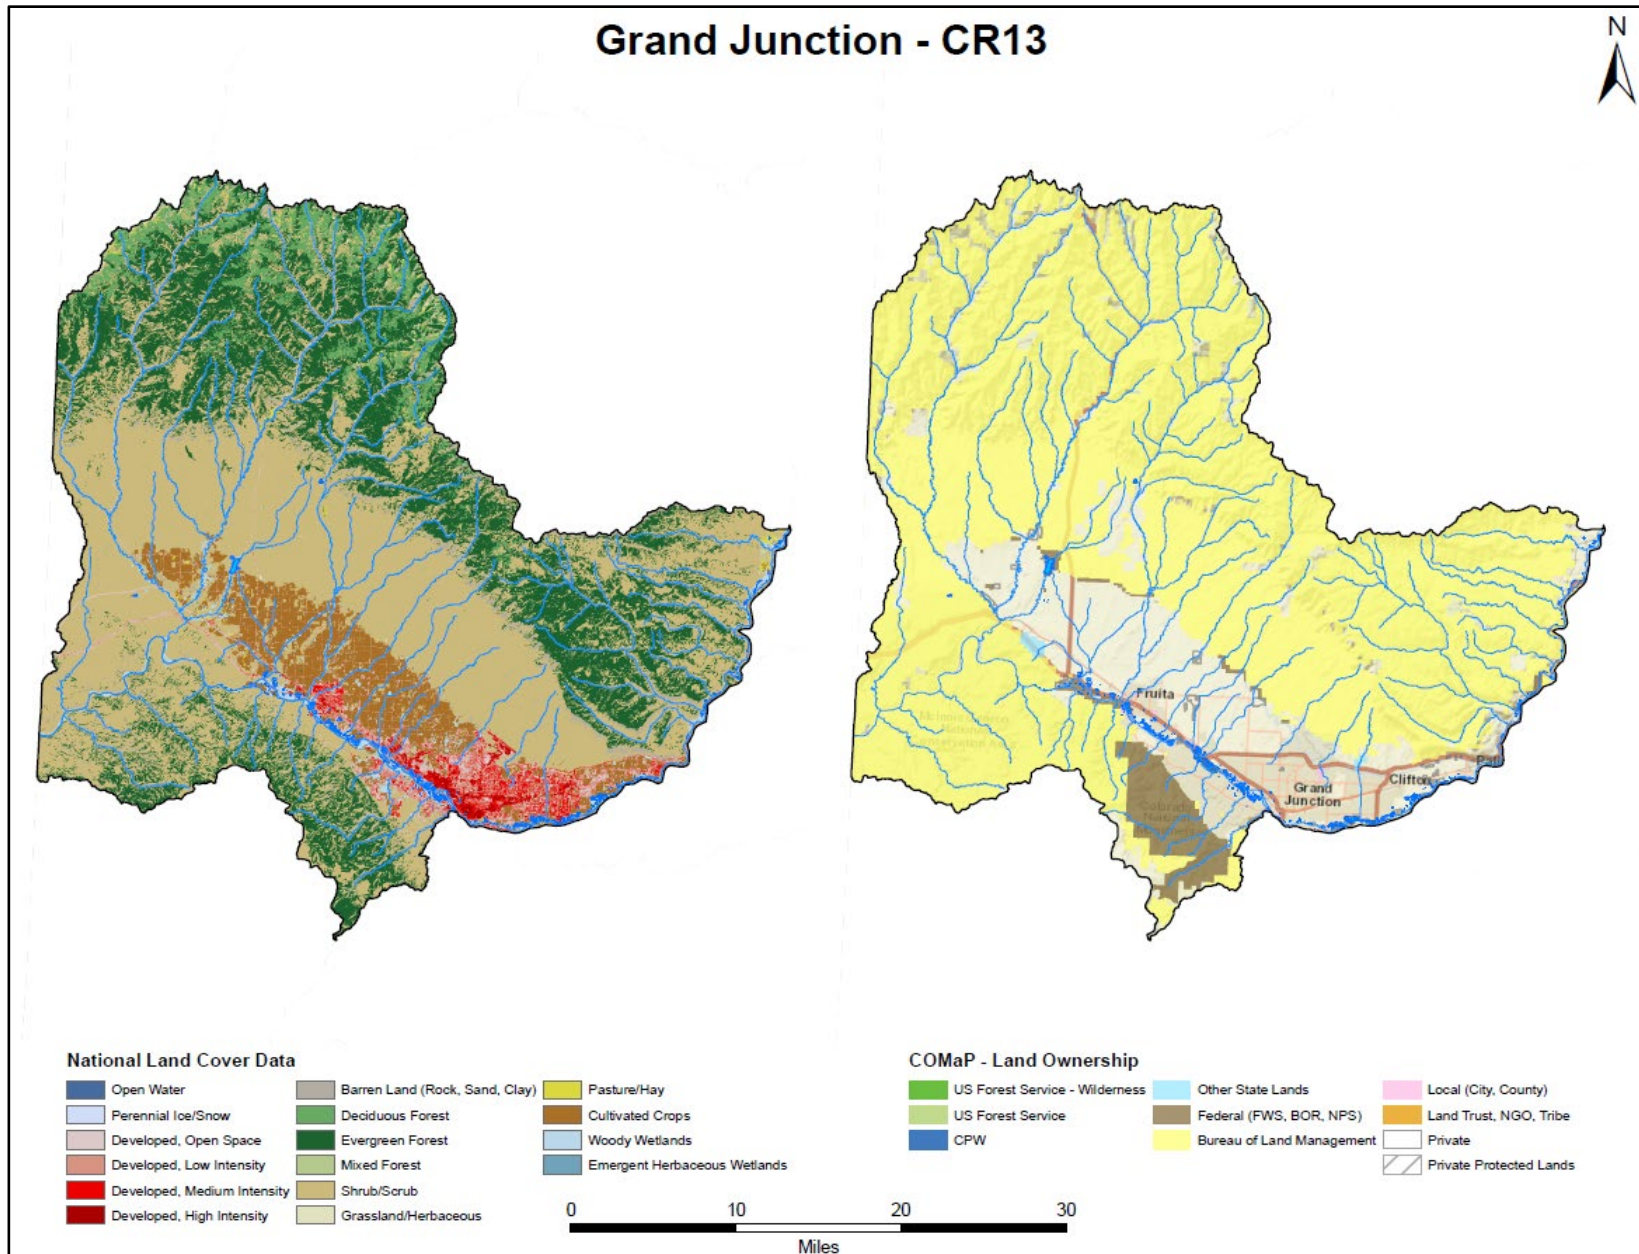 Grand Junction - CR13
N
Fruita
Clifton
Grand
Junction
National Land Cover Data
Open Water
Perennial Ice/Snow
Developed, Open Space
Developed, Low Intensity
Developed, Medium Intensity
Developed, High Intensity
Barren Land (Rock, Sand, Clay)
Deciduous Forest
Evergreen Forest
Mixed Forest
Shrub/Scrub
Grassland/Herbaceous
Pasture/Hay
Cultivated Crops
Woody Wetlands
Emergent Herbaceous Wetlands
0 10 20 30
Miles
COMaP - Land Ownership
US Forest Service - Wilderness
US Forest Service
CPW
Other State Lands
Federal (FWS, BOR, NPS)
Bureau of Land Management
Local (City, County)
Land Trust, NGO, Tribe
Private
Private Protected Lands